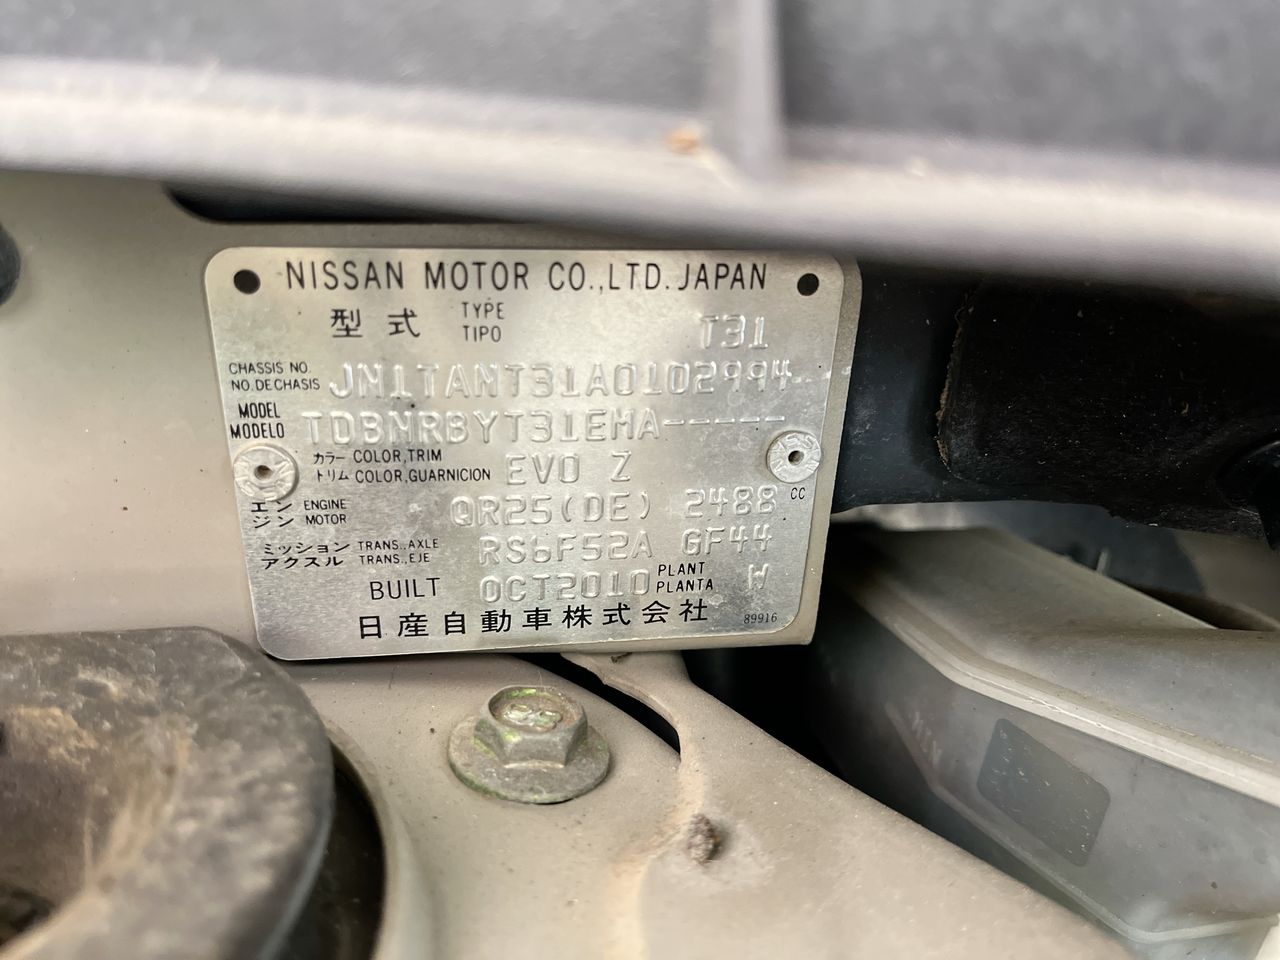 NISSAN MOTOR CO.,LTD. JAPAN
型式 TYPE TIPO T31
CHASSIS NO. NO. DE CHASIS JN1TANT31A0102994
MODEL MODELO TDBNRBYT31EMA-----
カラー COLOR,TRIM トリム COLOR,GUARNICION EV0 Z
エンジン ENGINE MOTOR QR25(DE) 2488 CC
ミッション アクスル TRANS.,AXLE TRANS.,EJE RS6F52A GF44
BUILT OCT2010 PLANT PLANTA W
日産自動車株式会社 89916